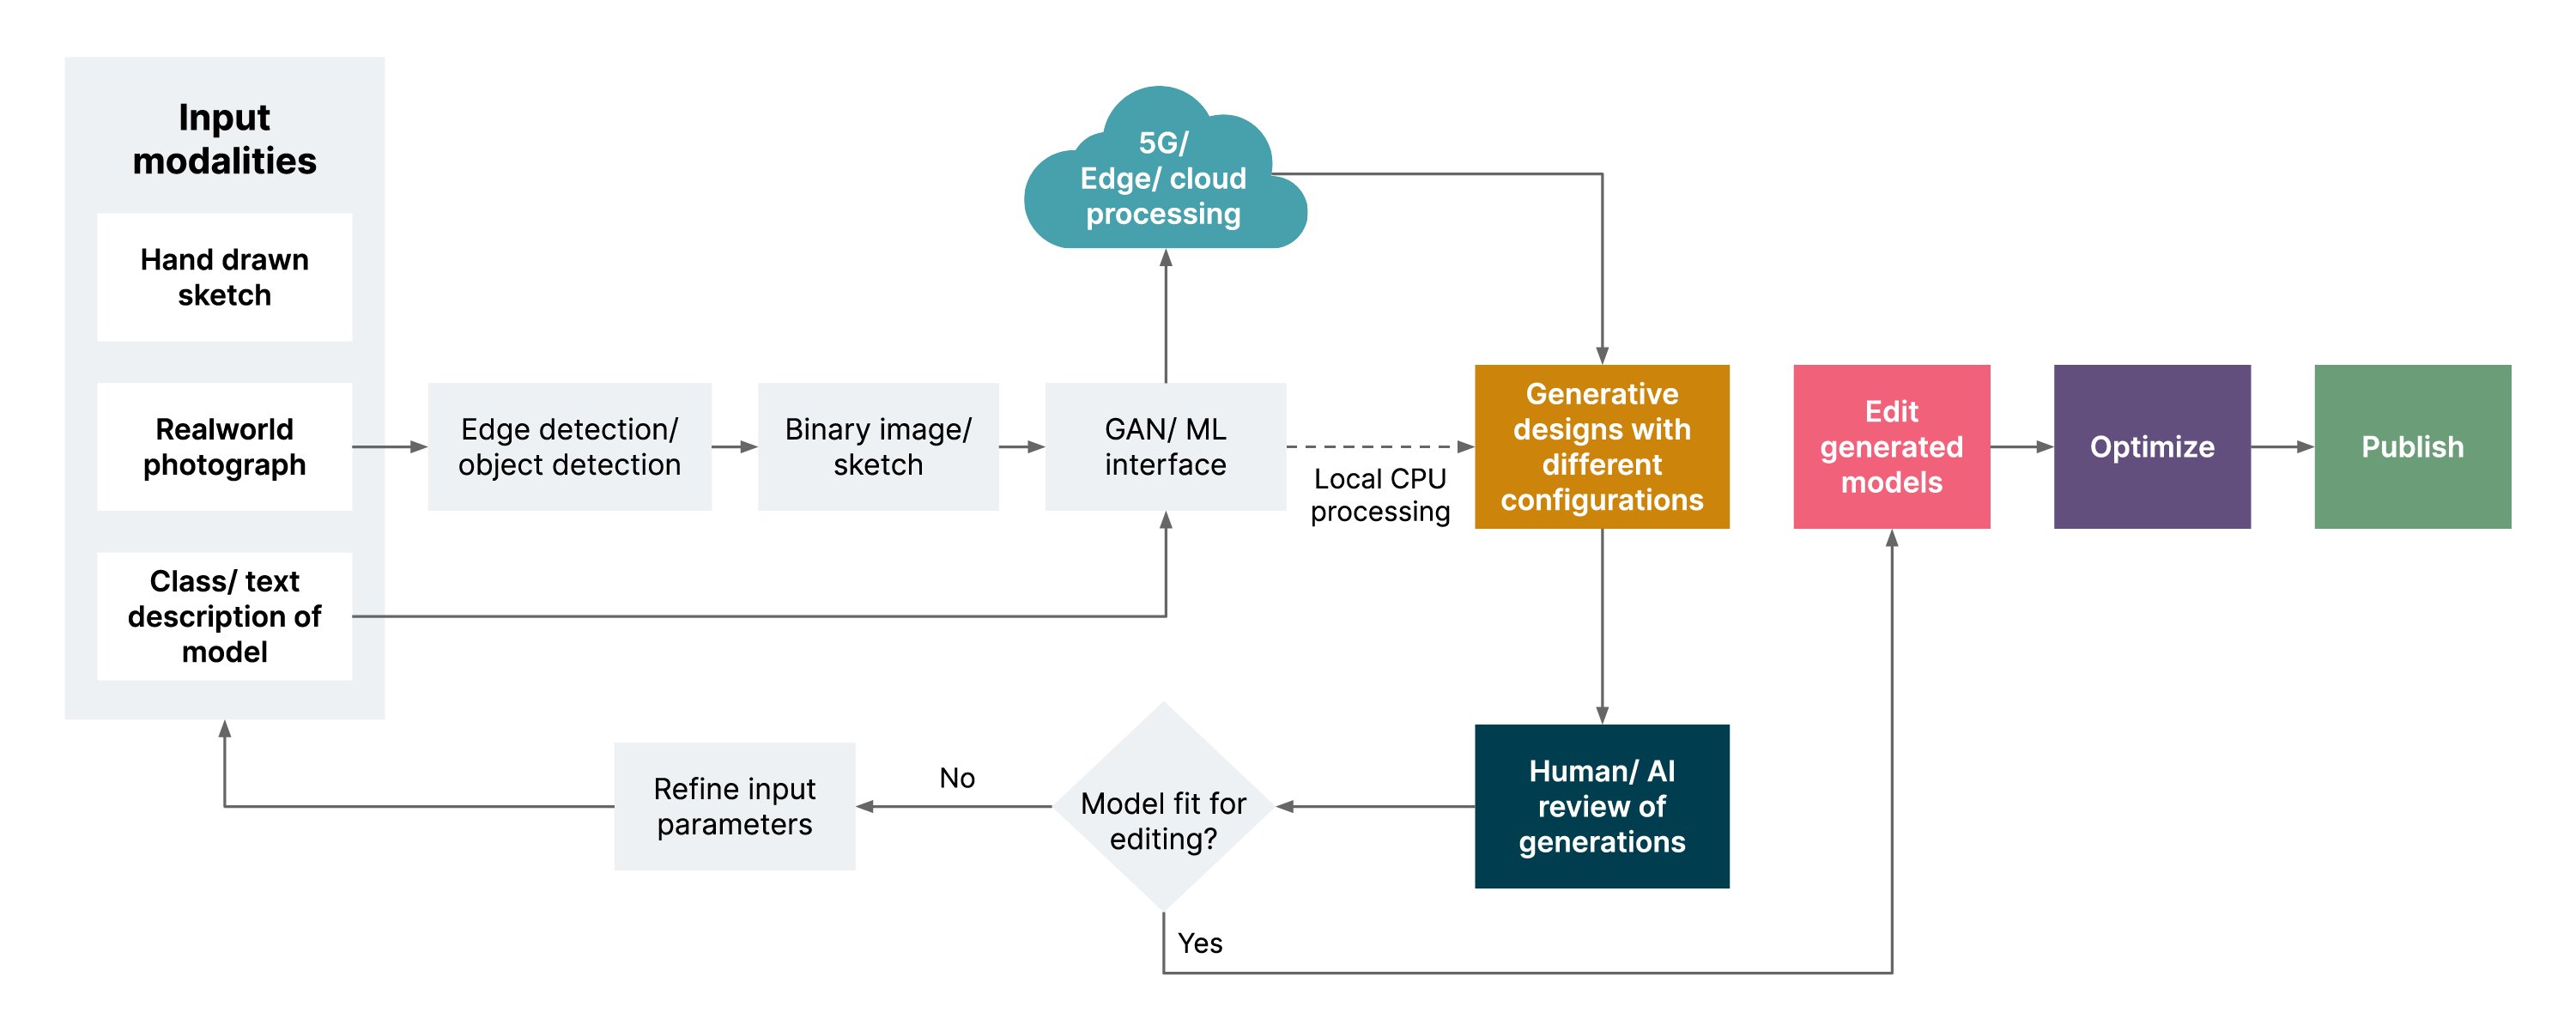 Input
modalities
Hand drawn
sketch
Realworld
photograph
Class/ text
description of
model
Edge detection/
object detection
Binary image/
sketch
GAN/ ML
interface
5G/
Edge/ cloud
processing
Local CPU
processing
Generative
designs with
different
configurations
Human/ AI
review of
generations
Model fit for
editing?
No
Refine input
parameters
Yes
Edit
generated
models
Optimize
Publish